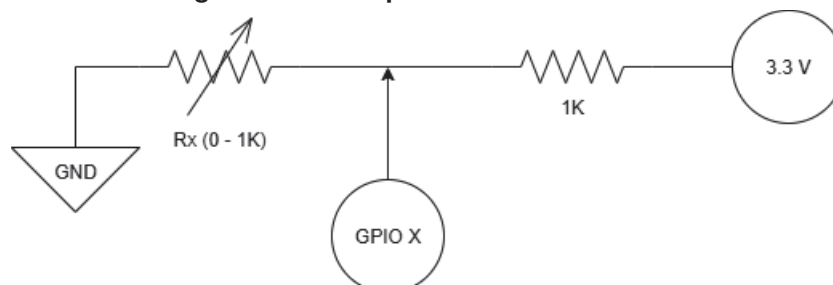 3.3 V
1K
Rx (0 - 1K)
GND
GPIO X